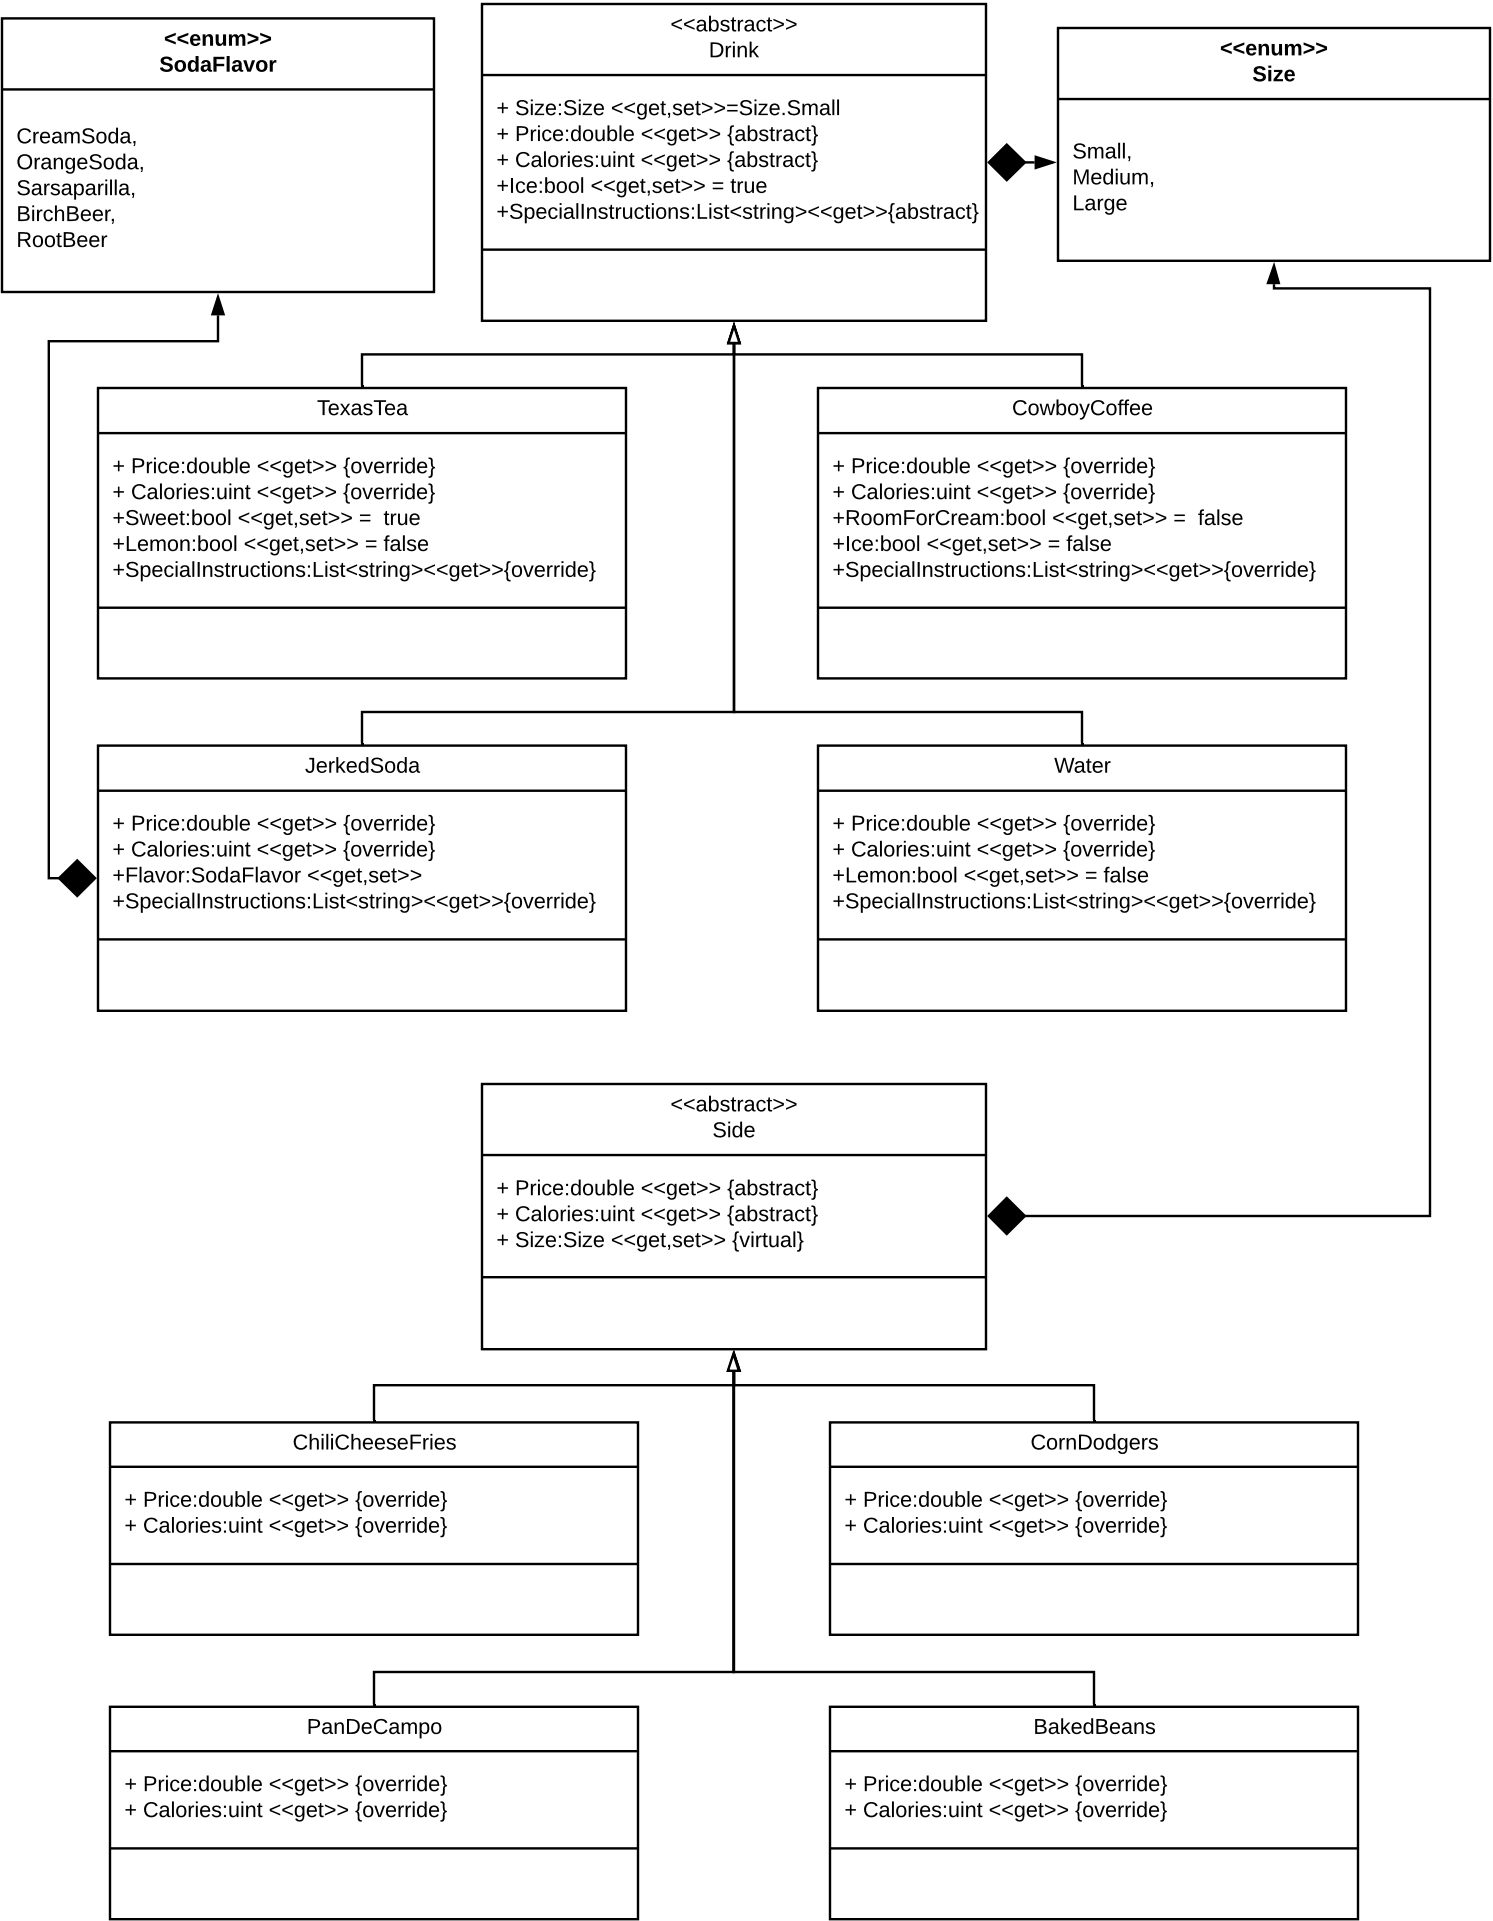 <<enum>>
SodaFlavor
CreamSoda,
OrangeSoda,
Sarsaparilla,
BirchBeer,
RootBeer
<<abstract>>
Drink
+ Size:Size <<get,set>>=Size.Small
+ Price:double <<get>> {abstract}
+ Calories:uint <<get>> {abstract}
+Ice:bool <<get,set>> = true
+SpecialInstructions:List<string><<get>>{abstract}
<<enum>>
Size
Small,
Medium,
Large
TexasTea
+ Price:double <<get>> {override}
+ Calories:uint <<get>> {override}
+Sweet:bool <<get,set>> =  true
+Lemon:bool <<get,set>> = false
+SpecialInstructions:List<string><<get>>{override}
CowboyCoffee
+ Price:double <<get>> {override}
+ Calories:uint <<get>> {override}
+RoomForCream:bool <<get,set>> =  false
+Ice:bool <<get,set>> = false
+SpecialInstructions:List<string><<get>>{override}
JerkedSoda
+ Price:double <<get>> {override}
+ Calories:uint <<get>> {override}
+Flavor:SodaFlavor <<get,set>>
+SpecialInstructions:List<string><<get>>{override}
Water
+ Price:double <<get>> {override}
+ Calories:uint <<get>> {override}
+Lemon:bool <<get,set>> = false
+SpecialInstructions:List<string><<get>>{override}
<<abstract>>
Side
+ Price:double <<get>> {abstract}
+ Calories:uint <<get>> {abstract}
+ Size:Size <<get,set>> {virtual}
ChiliCheeseFries
+ Price:double <<get>> {override}
+ Calories:uint <<get>> {override}
CornDodgers
+ Price:double <<get>> {override}
+ Calories:uint <<get>> {override}
PanDeCampo
+ Price:double <<get>> {override}
+ Calories:uint <<get>> {override}
BakedBeans
+ Price:double <<get>> {override}
+ Calories:uint <<get>> {override}